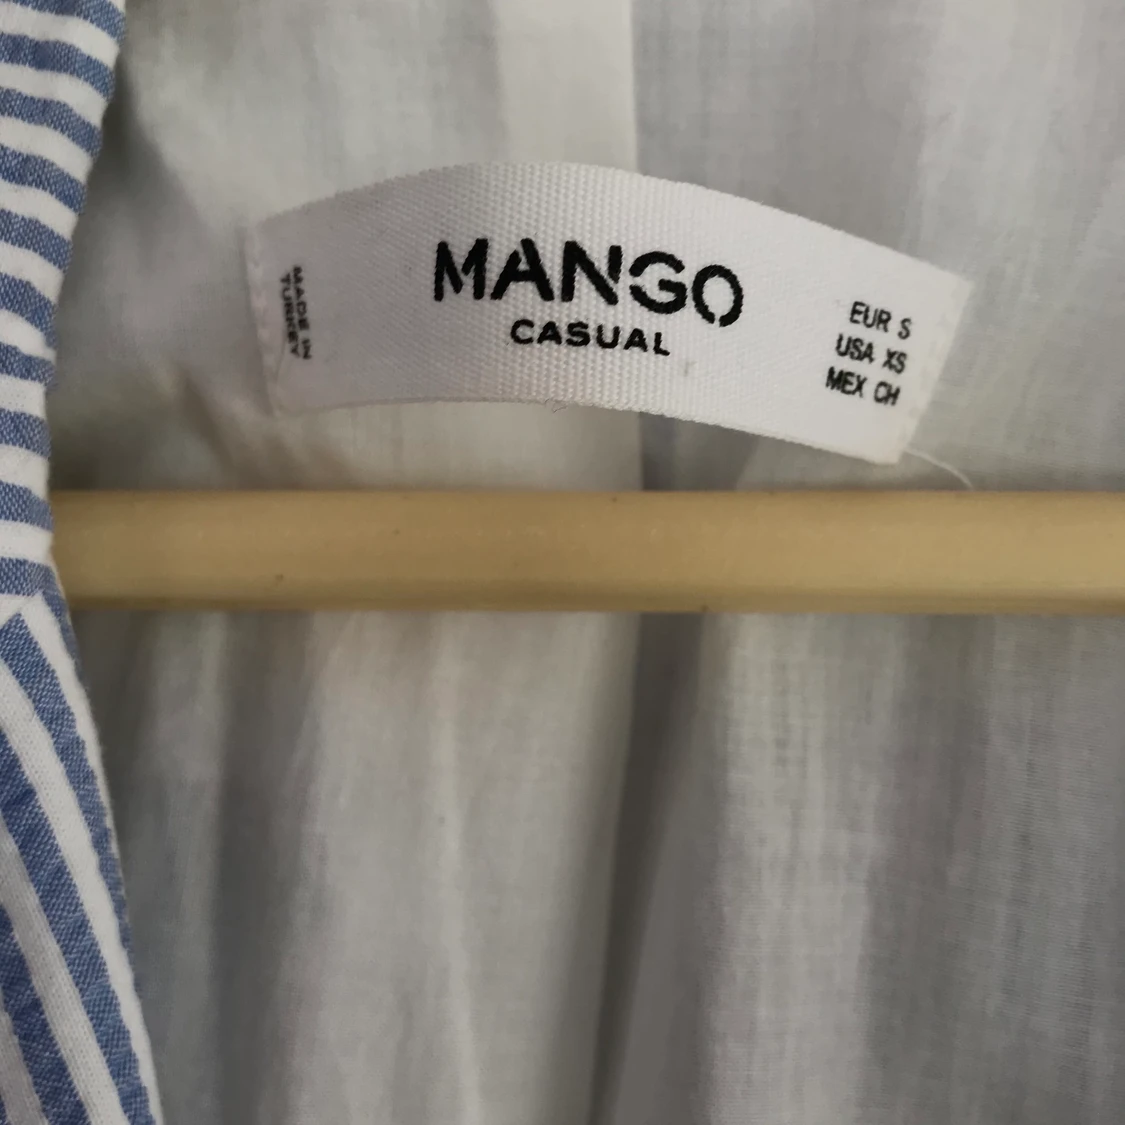 MADE IN
TURKEY
MANGO
CASUAL
EUR S
USA XS
MEX CH